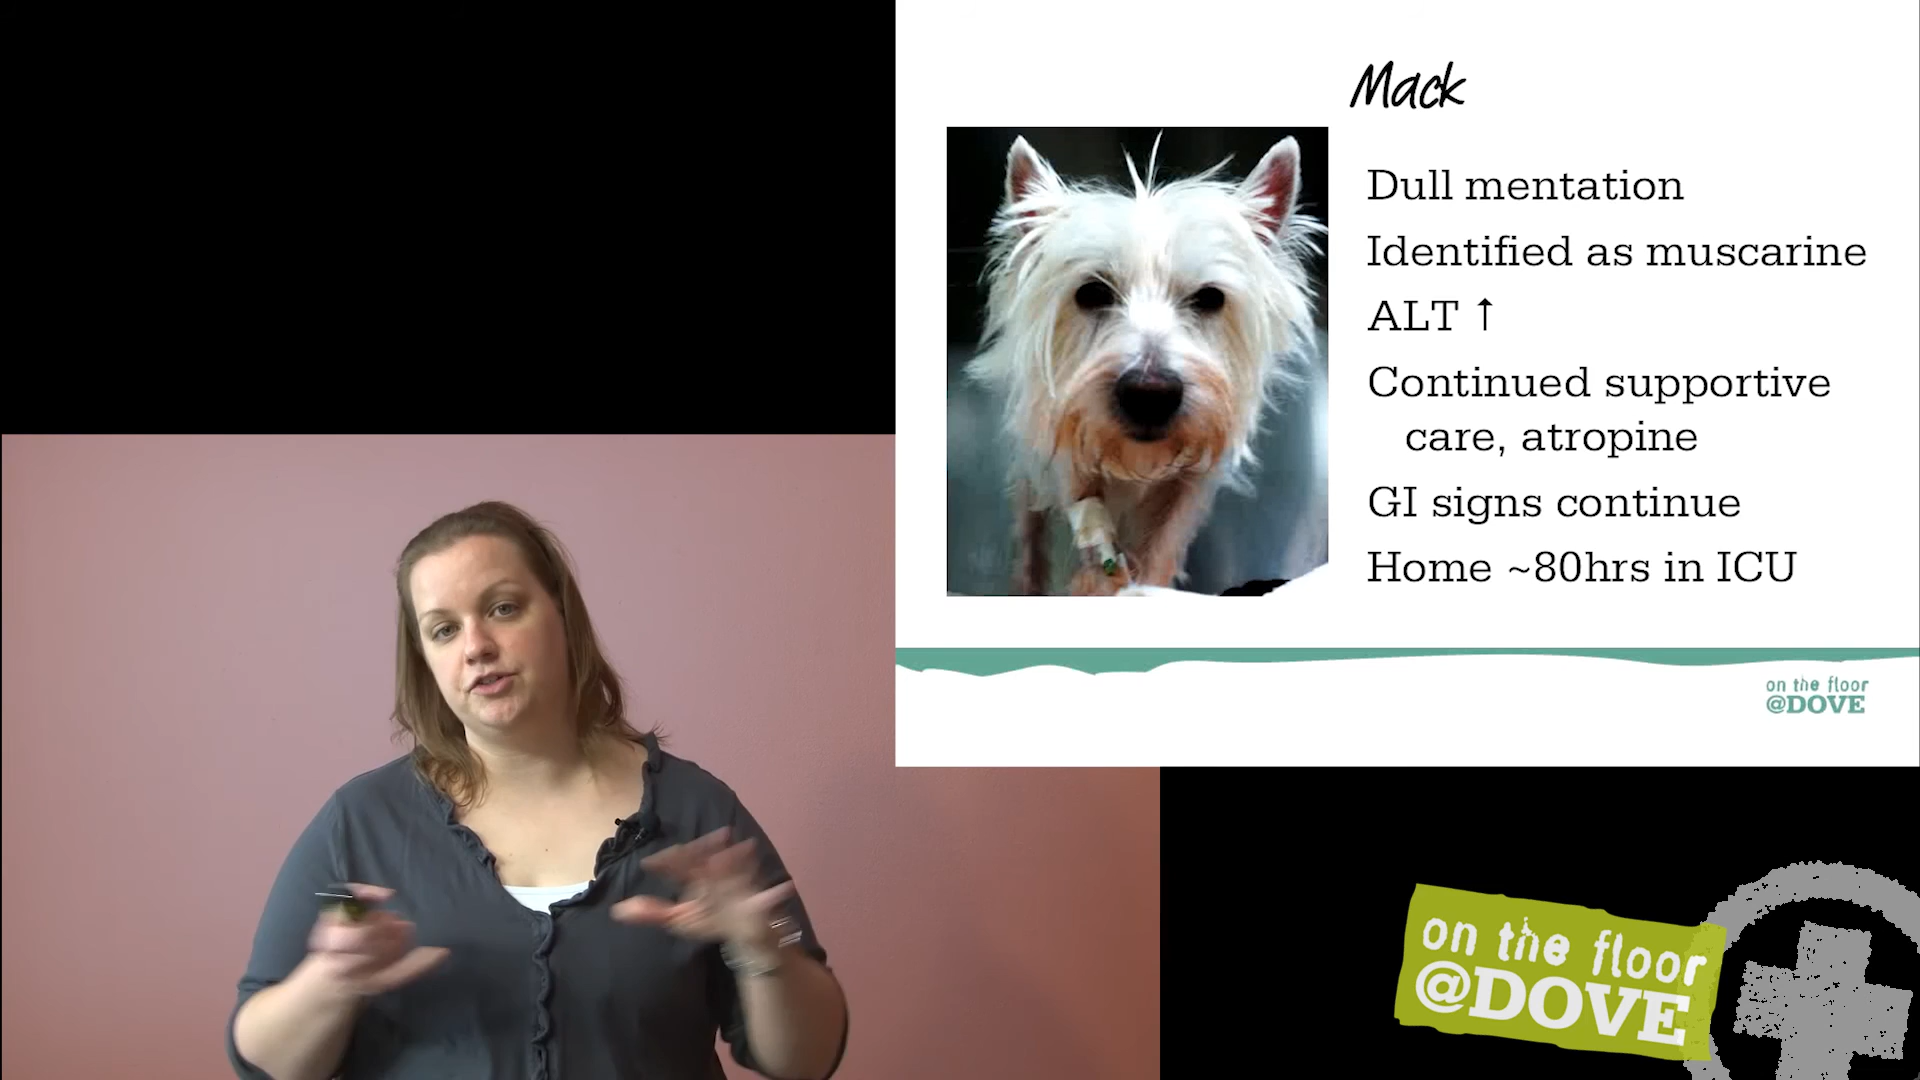 Mack
Dull mentation
Identified as muscarine
ALT ↑
Continued supportive
care, atropine
GI signs continue
Home ~80hrs in ICU
on the floor
@DOVE
on the floor
@DOVE